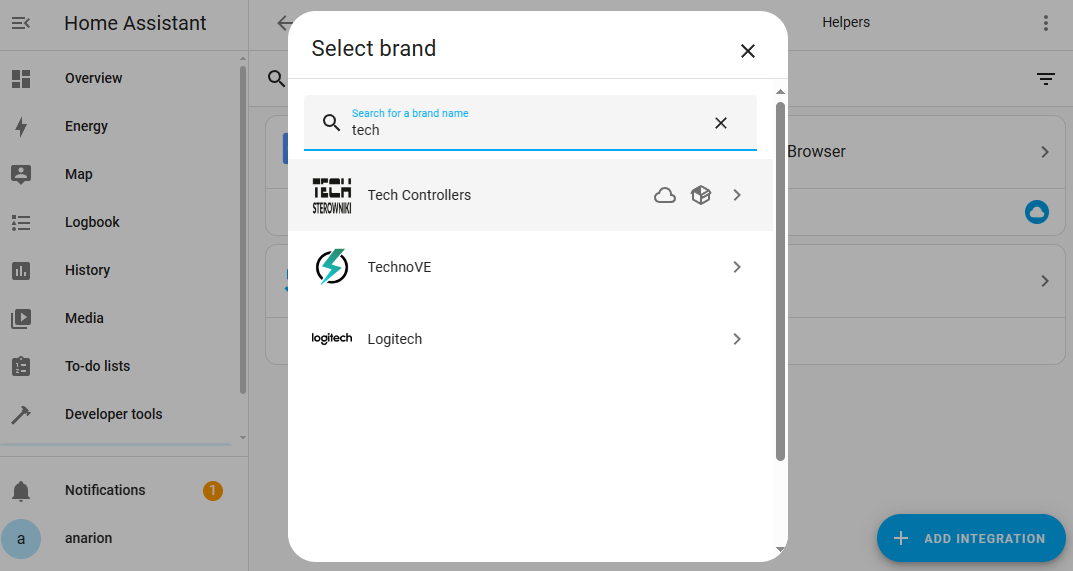 Home Assistant
Helpers
Select brand
Search for a brand name
tech
Overview
Energy
Map
Logbook
History
Media
To-do lists
Developer tools
Notifications
1
a
anarion
TECH
STEROWNIKI
Tech Controllers
TechnoVE
logitech
Logitech
Browser
ADD INTEGRATION